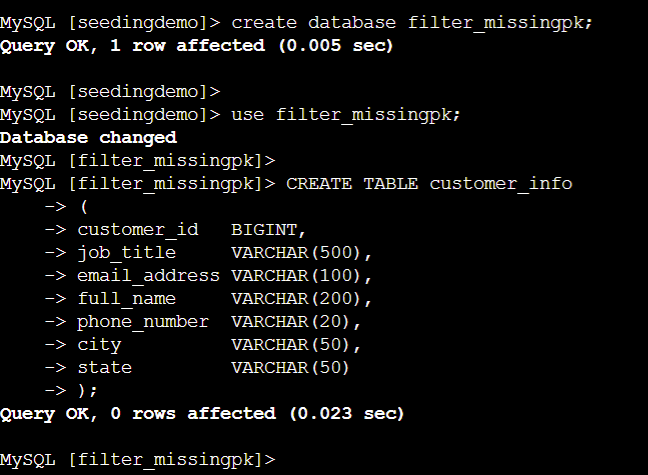 MySQL [seedingdemo]> create database filter_missingpk;
Query OK, 1 row affected (0.005 sec)
MySQL [seedingdemo]>
MySQL [seedingdemo]> use filter_missingpk;
Database changed
MySQL [filter_missingpk]>
MySQL [filter_missingpk]> CREATE TABLE customer_info
    -> (
    -> customer_id   BIGINT,
    -> job_title     VARCHAR(500),
    -> email_address VARCHAR(100),
    -> full_name     VARCHAR(200),
    -> phone_number  VARCHAR(20),
    -> city          VARCHAR(50),
    -> state         VARCHAR(50)
    -> );
Query OK, 0 rows affected (0.023 sec)
MySQL [filter_missingpk]>